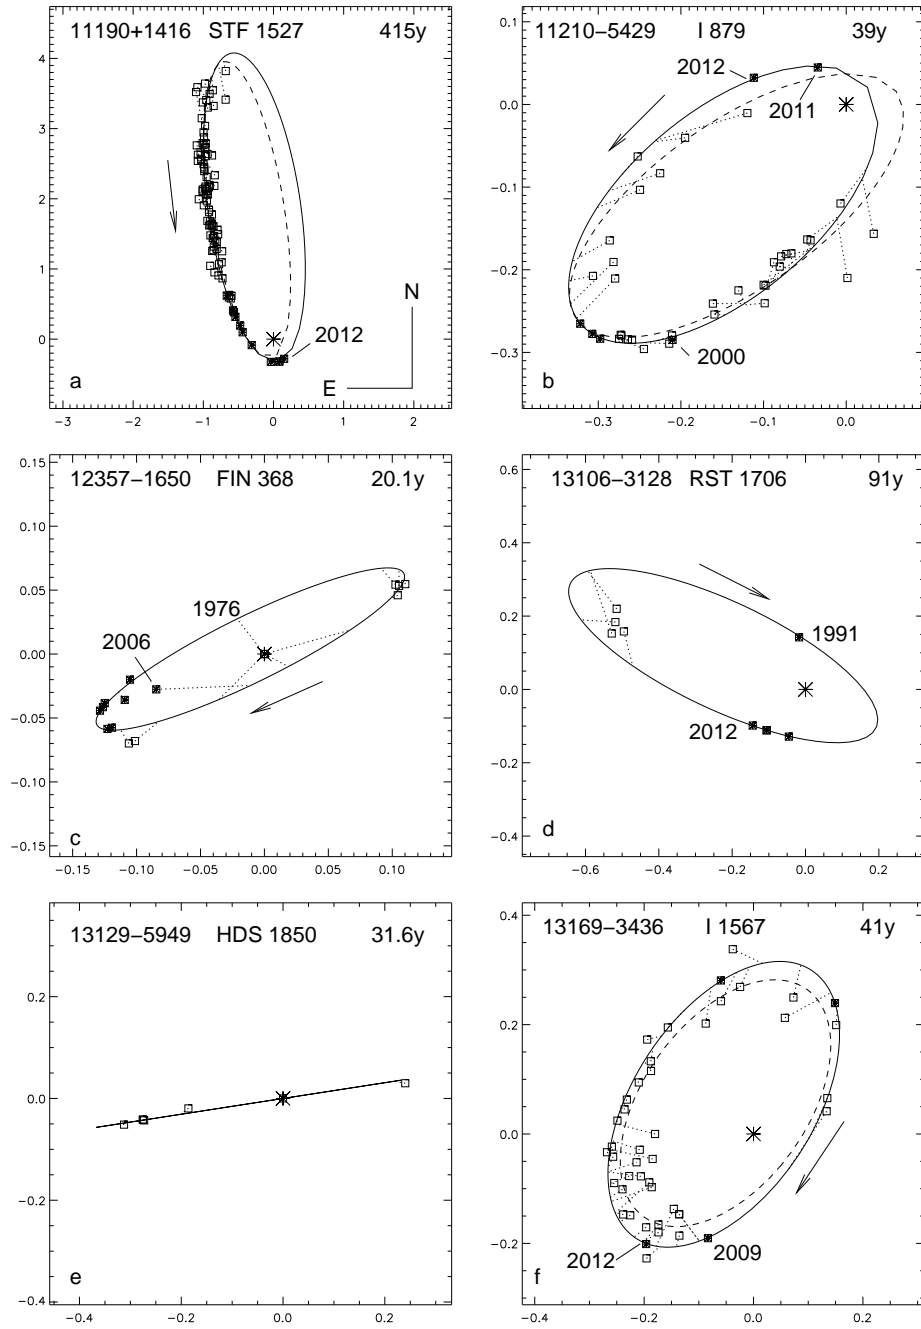 11190+1416 STF 1527 415y
4
3
2
1
0
2012
N
E
a
−3 −2 −1 0 1 2
11210−5429 I 879 39y
0.1
0.0
−0.1
−0.2
−0.3
2012
2011
2000
b
−0.3 −0.2 −0.1 0.0
12357−1650 FIN 368 20.1y
0.15
0.10
0.05
0.00
−0.05
−0.10
−0.15
1976
2006
c
−0.15 −0.10 −0.05 0.00 0.05 0.10
13106−3128 RST 1706 91y
0.6
0.4
0.2
0.0
−0.2
−0.4
1991
2012
d
−0.6 −0.4 −0.2 0.0 0.2
13129−5949 HDS 1850 31.6y
0.2
0.0
−0.2
−0.4
e
−0.4 −0.2 0.0 0.2
13169−3436 I 1567 41y
0.4
0.2
0.0
−0.2
2012
2009
f
−0.4 −0.2 0.0 0.2